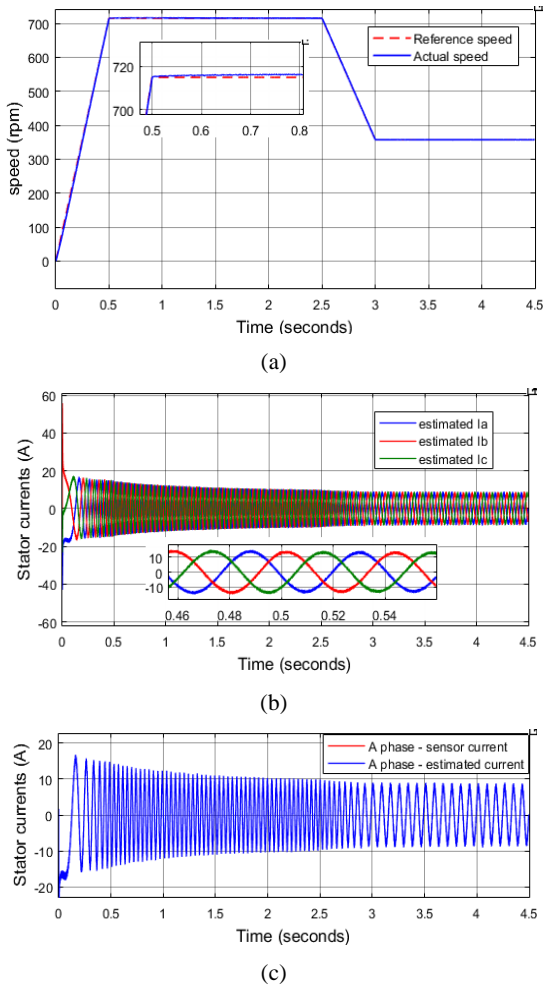 700
600
500
400
300
200
100
0
speed (rpm)
Reference speed
Actual speed
720
700
0.5 0.6 0.7 0.8
0 0.5 1 1.5 2 2.5 3 3.5 4 4.5
Time (seconds)
(a)
60
40
20
0
-20
-40
-60
Stator currents (A)
estimated Ia
estimated Ib
estimated Ic
10
0
-10
0.46 0.48 0.5 0.52 0.54
0 0.5 1 1.5 2 2.5 3 3.5 4 4.5
Time (seconds)
(b)
20
10
0
-10
-20
Stator currents (A)
A phase - sensor current
A phase - estimated current
0 0.5 1 1.5 2 2.5 3 3.5 4 4.5
Time (seconds)
(c)